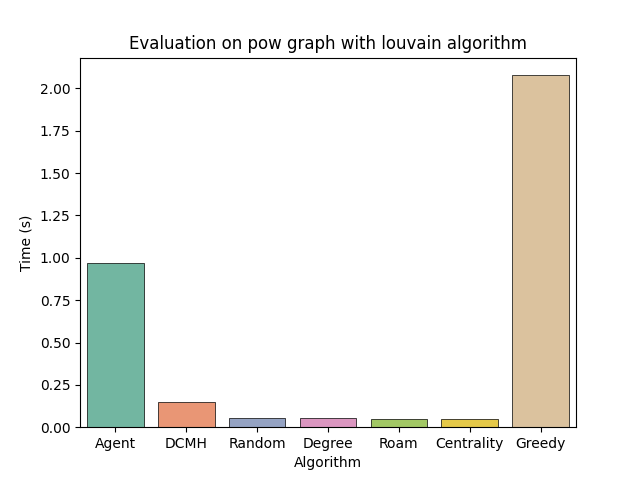 Evaluation on pow graph with louvain algorithm
2.00
1.75
1.50
1.25
1.00
0.75
0.50
0.25
0.00
Time (s)
Agent DCMH Random Degree Roam Centrality Greedy
Algorithm